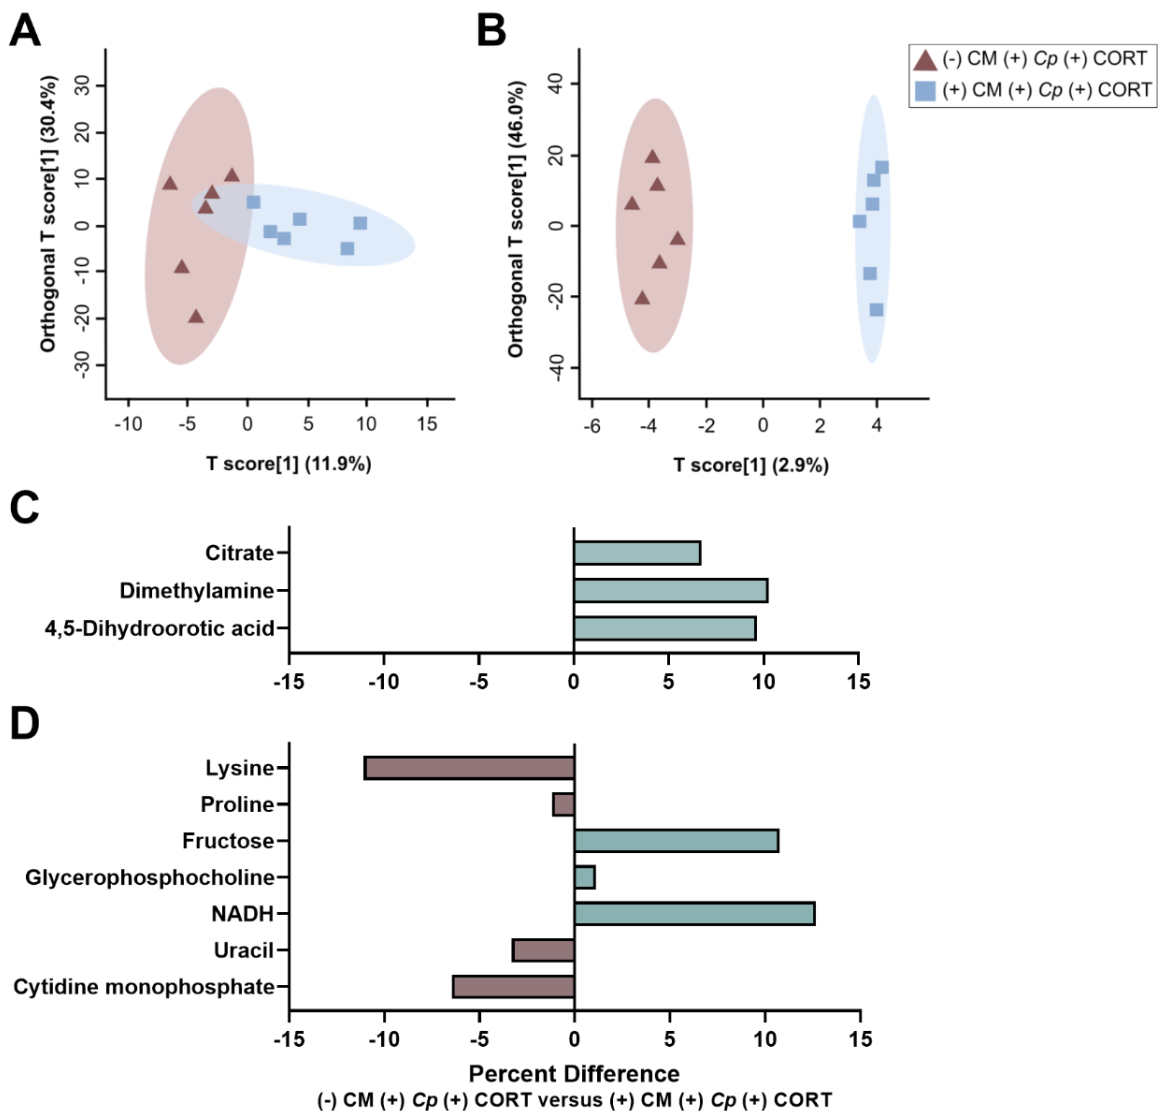 A
Orthogonal T score[1] (30.4%)
30
20
10
0
-10
-20
-30
-10
-5
0
5
10
15
T score[1] (11.9%)
B
Orthogonal T score[1] (46.0%)
40
20
0
-20
-40
-6
-4
-2
0
2
4
T score[1] (2.9%)
(-) CM (+) Cp (+) CORT
(+) CM (+) Cp (+) CORT
C
Citrate
Dimethylamine
4,5-Dihydroorotic acid
-15
-10
-5
0
5
10
15
D
Lysine
Proline
Fructose
Glycerophosphocholine
NADH
Uracil
Cytidine monophosphate
-15
-10
-5
0
5
10
15
Percent Difference
(-) CM (+) Cp (+) CORT versus (+) CM (+) Cp (+) CORT